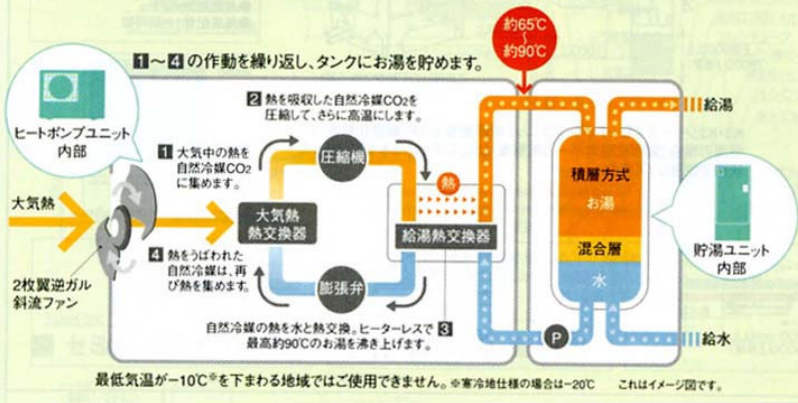 約65℃
〜
約90℃
1〜4の作動を繰り返し、タンクにお湯を貯めます。
ヒートポンプユニット
内部
2 熱を吸収した自然冷媒CO2を
圧縮して、さらに高温にします。
給湯
1 大気中の熱を
自然冷媒CO2
に集めます。
圧縮機
熱
積層方式
お湯
大気熱
大気熱
熱交換器
給湯熱交換器
混合層
貯湯ユニット
内部
4 熱をうばわれた
自然冷媒は、再
び熱を集めます。
水
2枚翼逆ガル
斜流ファン
膨張弁
自然冷媒の熱を水と熱交換。ヒーターレスで 3
最高約90℃のお湯を沸き上げます。
P
給水
最低気温が−10℃※を下まわる地域ではご使用できません。※寒冷地仕様の場合は−20℃ これはイメージ図です。